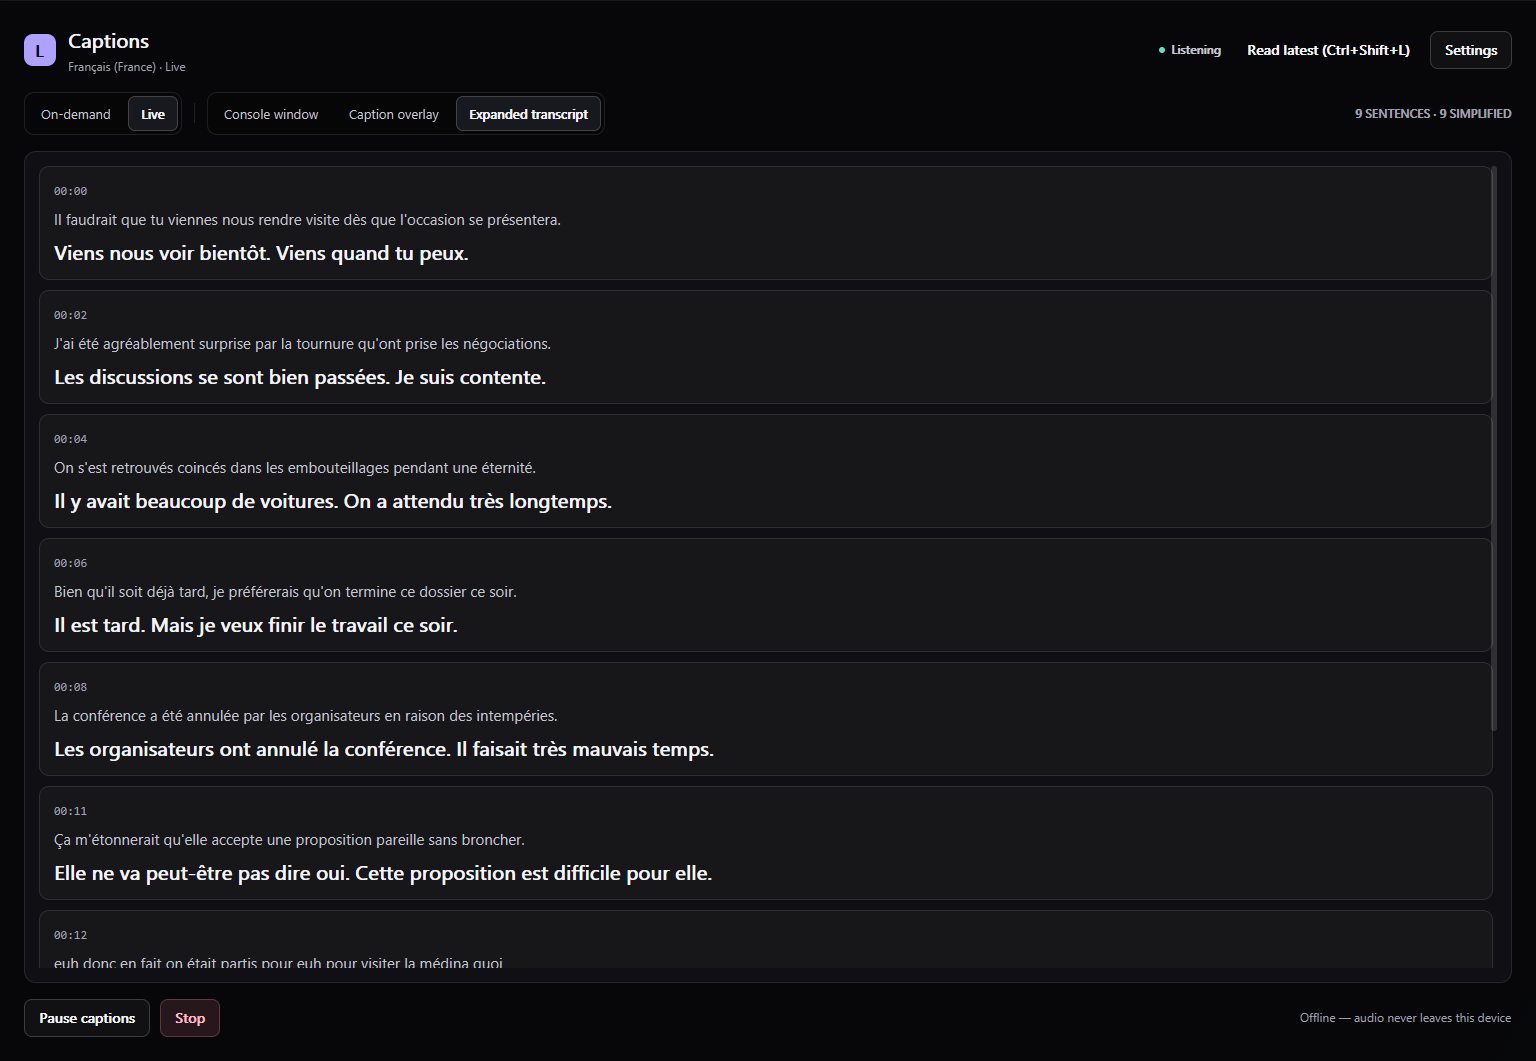 L
Captions
Français (France) · Live
Listening
Read latest (Ctrl+Shift+L)
Settings
On-demand
Live
Console window
Caption overlay
Expanded transcript
9 SENTENCES · 9 SIMPLIFIED
00:00
Il faudrait que tu viennes nous rendre visite dès que l'occasion se présentera.
Viens nous voir bientôt. Viens quand tu peux.
00:02
J'ai été agréablement surprise par la tournure qu'ont prise les négociations.
Les discussions se sont bien passées. Je suis contente.
00:04
On s'est retrouvés coincés dans les embouteillages pendant une éternité.
Il y avait beaucoup de voitures. On a attendu très longtemps.
00:06
Bien qu'il soit déjà tard, je préférerais qu'on termine ce dossier ce soir.
Il est tard. Mais je veux finir le travail ce soir.
00:08
La conférence a été annulée par les organisateurs en raison des intempéries.
Les organisateurs ont annulé la conférence. Il faisait très mauvais temps.
00:11
Ça m'étonnerait qu'elle accepte une proposition pareille sans broncher.
Elle ne va peut-être pas dire oui. Cette proposition est difficile pour elle.
00:12
euh donc en fait on était partis pour euh pour visiter la médina quoi
Pause captions
Stop
Offline — audio never leaves this device